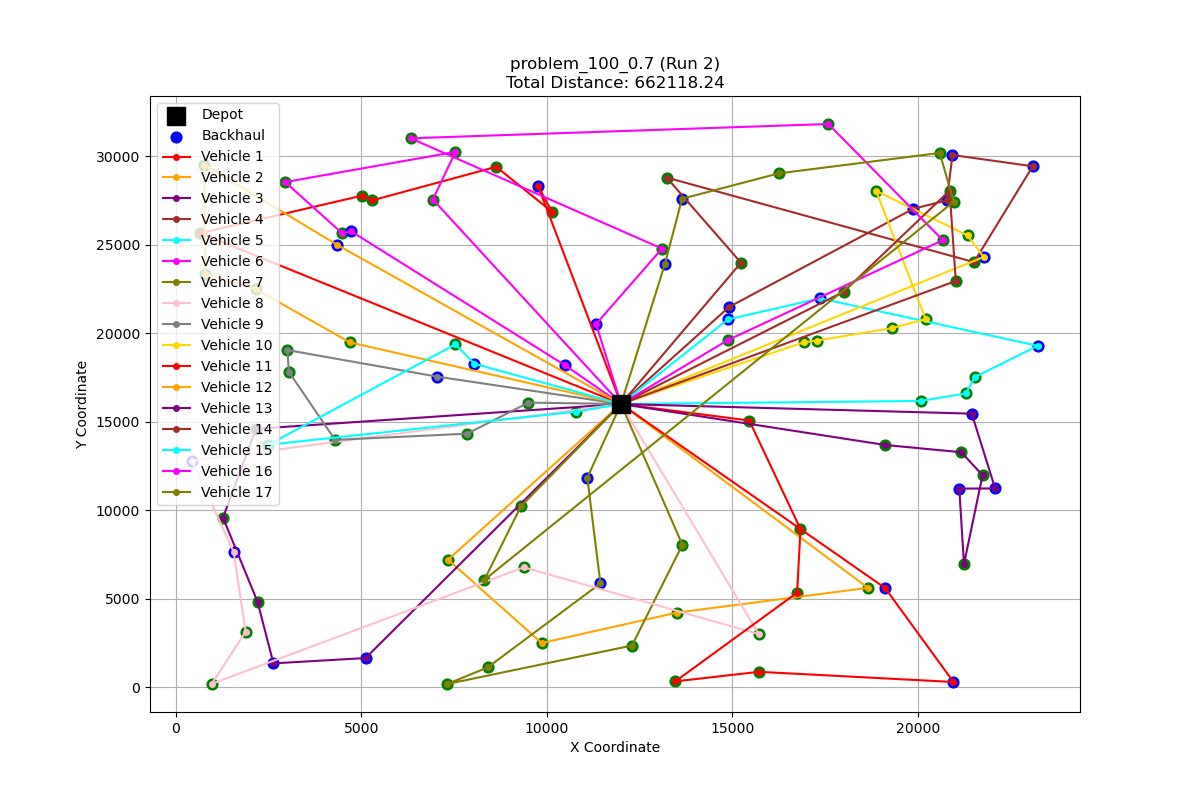 problem_100_0.7 (Run 2)
Total Distance: 662118.24
Depot
Backhaul
Vehicle 1
Vehicle 2
Vehicle 3
Vehicle 4
Vehicle 5
Vehicle 6
Vehicle 7
Vehicle 8
Vehicle 9
Vehicle 10
Vehicle 11
Vehicle 12
Vehicle 13
Vehicle 14
Vehicle 15
Vehicle 16
Vehicle 17
30000
25000
20000
15000
10000
5000
0
Y Coordinate
0 5000 10000 15000 20000
X Coordinate